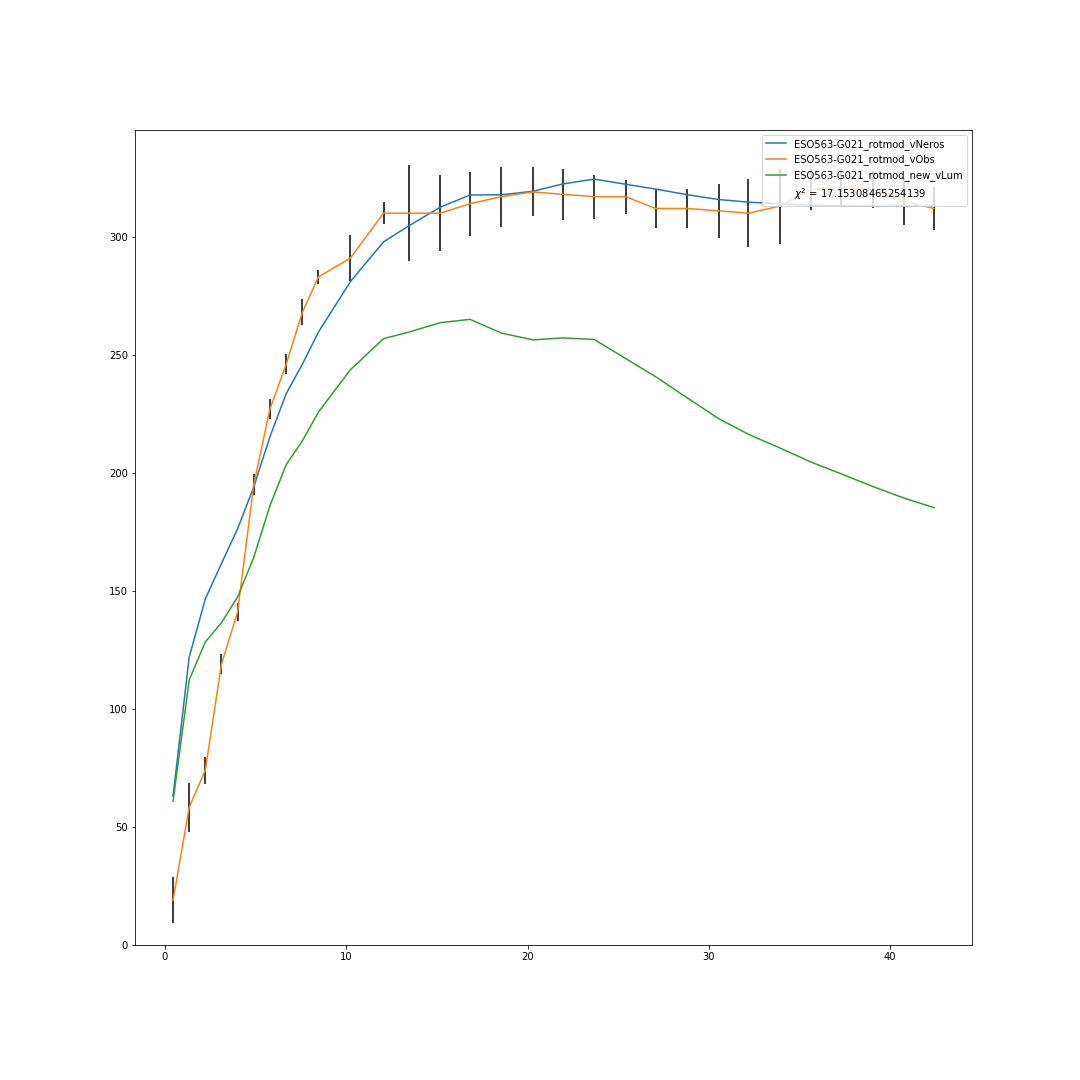 ESO563-G021_rotmod_vNeros
ESO563-G021_rotmod_vObs
ESO563-G021_rotmod_new_vLum
χ² = 17.15308465254139
300
250
200
150
100
50
0
0 10 20 30 40